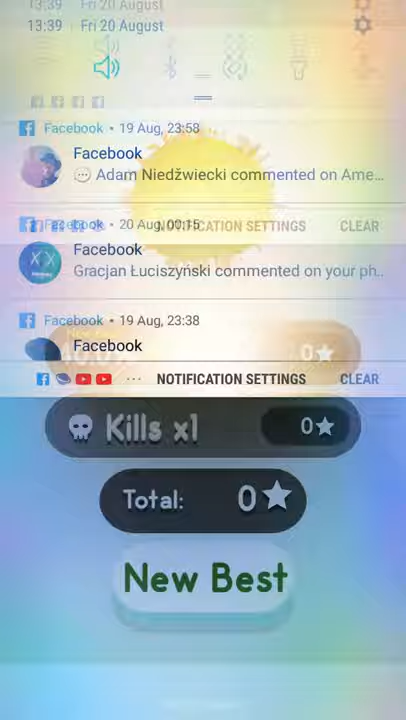 13:39 Fri 20 August
13:39 Fri 20 August
Facebook • 19 Aug, 23:58
Facebook
Adam Niedźwiecki commented on Ame...
Facebook • 20 Aug, 00:15
NOTIFICATION SETTINGS CLEAR
Facebook
Gracjan Łuciszyński commented on your ph..
Facebook • 19 Aug, 23:38
Facebook
0
NOTIFICATION SETTINGS CLEAR
Kills x1 0
Total: 0
New Best